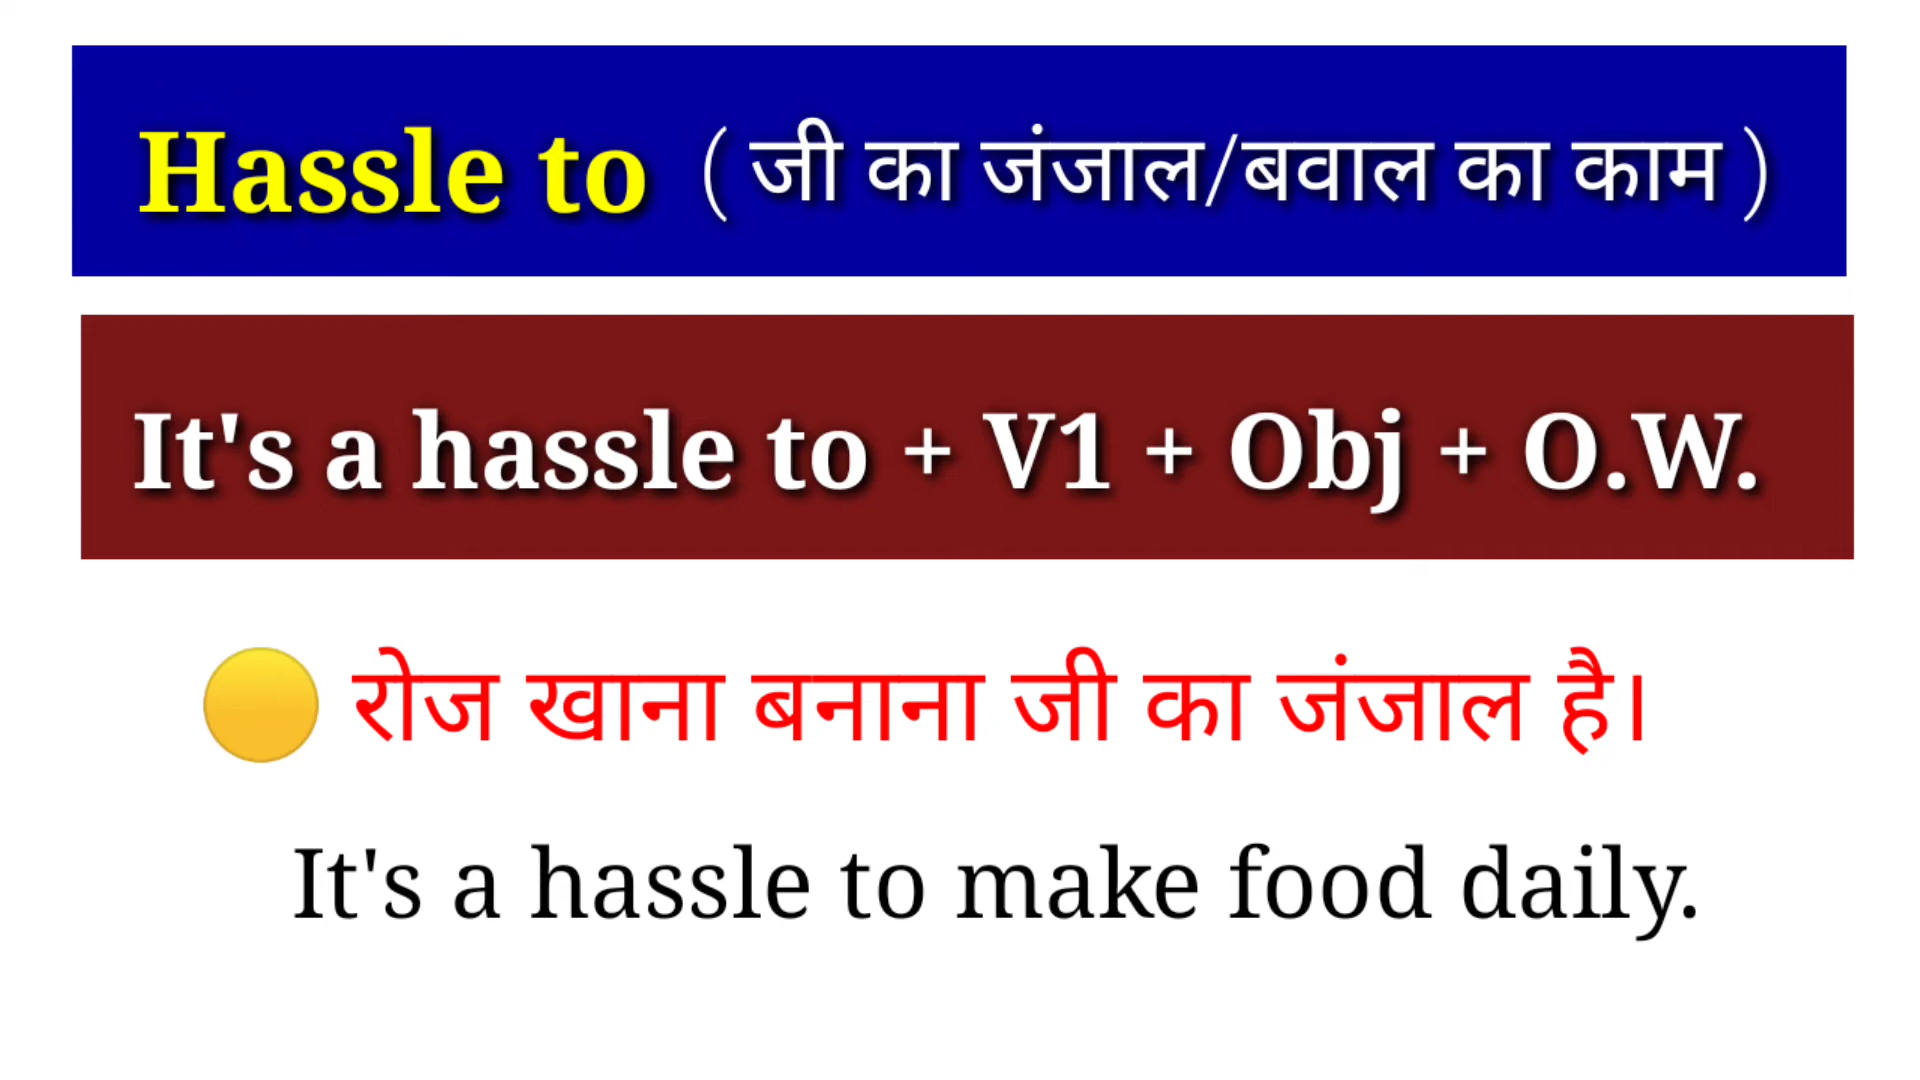 Hassle to ( जी का जंजाल/बवाल का काम )
It's a hassle to + V1 + Obj + O.W.
रोज खाना बनाना जी का जंजाल है।
It's a hassle to make food daily.